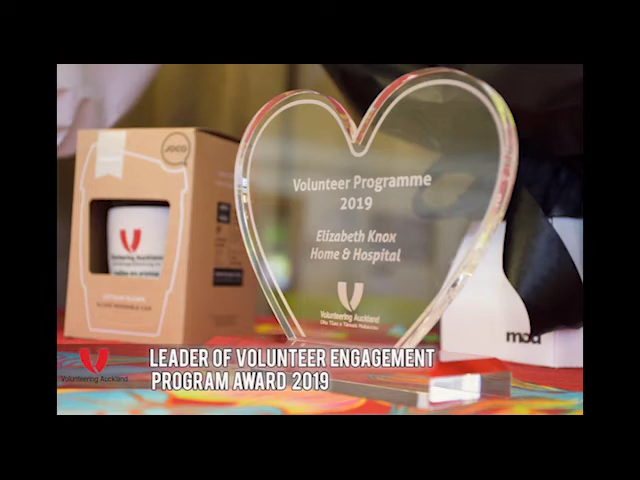 JOCO
Volunteering Auckland
Volunteer Programme
2019
Elizabeth Knox
Home & Hospital
Volunteering Auckland
mod
Volunteering Auckland
LEADER OF VOLUNTEER ENGAGEMENT
PROGRAM AWARD 2019